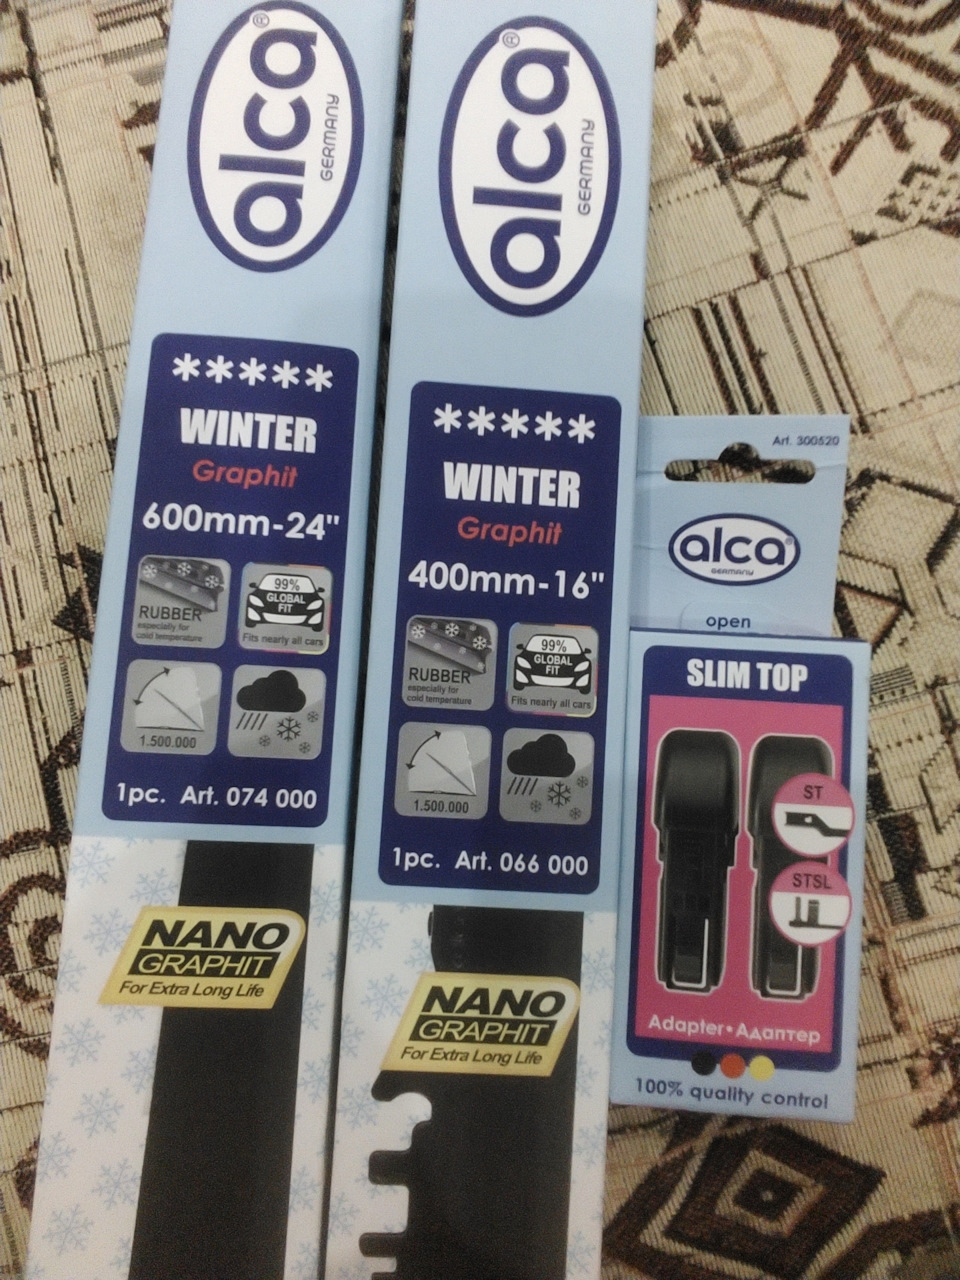 alca®
GERMANY
*****
WINTER
Graphit
600mm-24"
RUBBER
especially for
cold temperature
99%
GLOBAL
FIT
Fits nearly all cars
1.500.000
1pc. Art. 074 000
NANO
GRAPHIT
For Extra Long Life
alca®
GERMANY
*****
WINTER
Graphit
400mm-16"
RUBBER
especially for
cold temperature
99%
GLOBAL
FIT
Fits nearly all cars
1.500.000
1pc. Art. 066 000
NANO
GRAPHIT
For Extra Long Life
Art. 300520
alca®
GERMANY
open
SLIM TOP
ST
STSL
Adapter•Адаптер
100% quality control